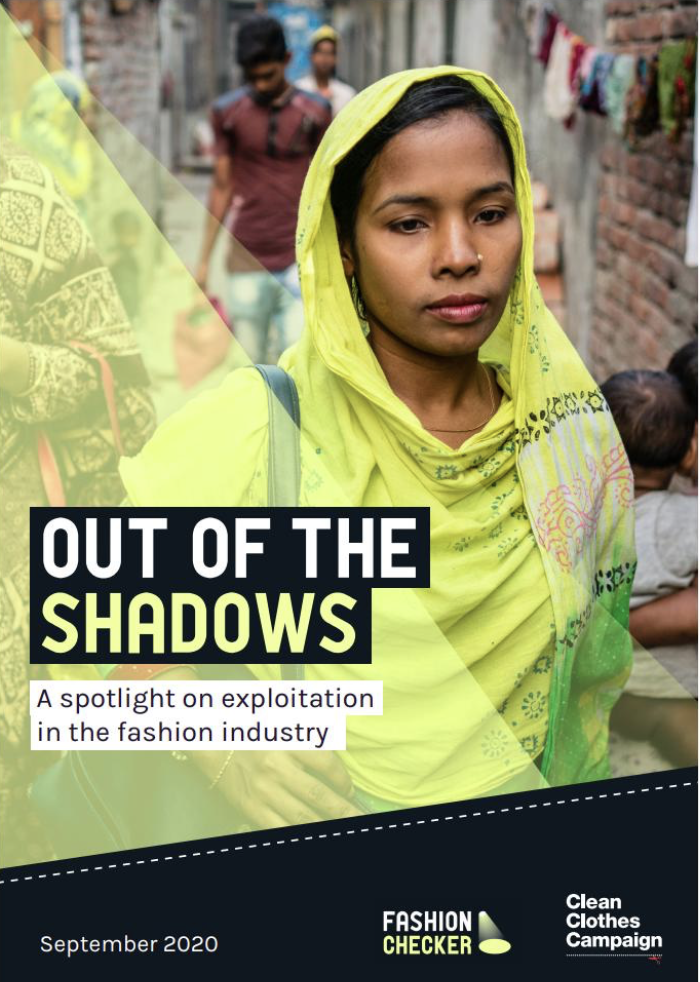 OUT OF THE
SHADOWS
A spotlight on exploitation
in the fashion industry
September 2020
FASHION
CHECKER
Clean
Clothes
Campaign